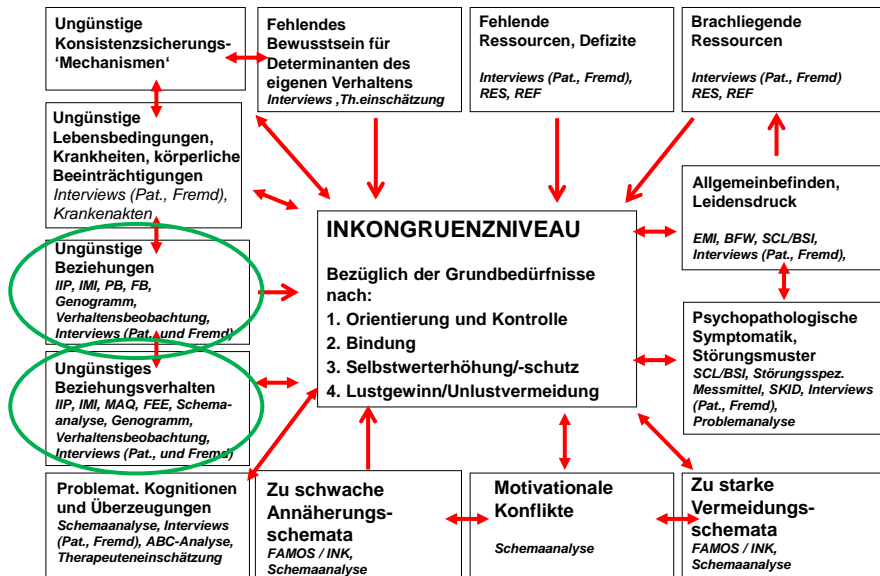 Ungünstige
Konsistenzsicherungs-
'Mechanismen'
Fehlendes
Bewusstsein für
Determinanten des
eigenen Verhaltens
Interviews ,Th.einschätzung
Fehlende
Ressourcen, Defizite
Interviews (Pat., Fremd),
RES, REF
Brachliegende
Ressourcen
Interviews (Pat., Fremd)
RES, REF
Ungünstige
Lebensbedingungen,
Krankheiten, körperliche
Beeinträchtigungen
Interviews (Pat., Fremd),
Krankenakten
Ungünstige
Beziehungen
IIP, IMI, PB, FB,
Genogramm,
Verhaltensbeobachtung,
Interviews (Pat., und Fremd)
Ungünstiges
Beziehungsverhalten
IIP, IMI, MAQ, FEE, Schema-
analyse, Genogramm,
Verhaltensbeobachtung,
Interviews (Pat., und Fremd)
INKONGRUENZNIVEAU
Bezüglich der Grundbedürfnisse
nach:
1. Orientierung und Kontrolle
2. Bindung
3. Selbstwerterhöhung/-schutz
4. Lustgewinn/Unlustvermeidung
Allgemeinbefinden,
Leidensdruck
EMI, BFW, SCL/BSI,
Interviews (Pat., Fremd),
Psychopathologische
Symptomatik,
Störungsmuster
SCL/BSI, Störungsspez.
Messmittel, SKID, Interviews
(Pat., Fremd),
Problemanalyse
Problemat. Kognitionen
und Überzeugungen
Schemaanalyse, Interviews
(Pat., Fremd), ABC-Analyse,
Therapeuteneinschätzung
Zu schwache
Annäherungs-
schemata
FAMOS / INK,
Schemaanalyse
Motivationale
Konflikte
Schemaanalyse
Zu starke
Vermeidungs-
schemata
FAMOS / INK,
Schemaanalyse